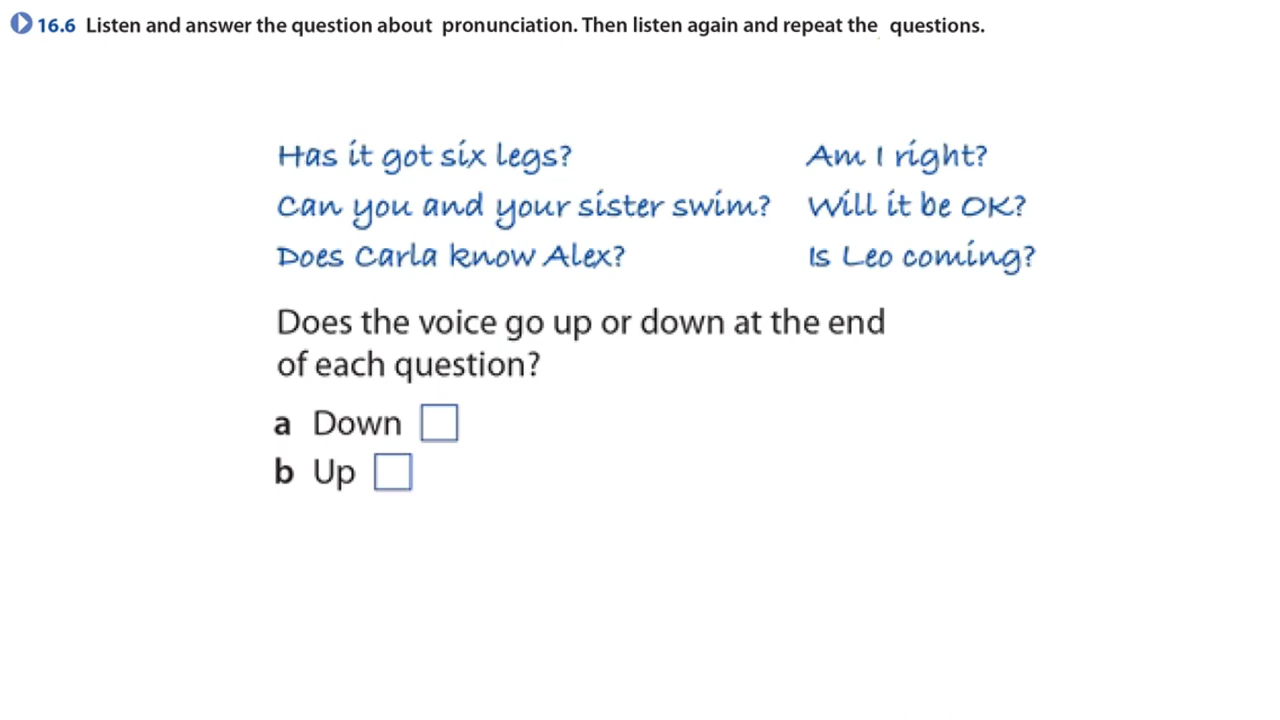 16.6 Listen and answer the question about pronunciation. Then listen again and repeat the questions.
Has it got six legs?
Can you and your sister swim?
Does Carla know Alex?
Am I right?
Will it be OK?
Is Leo coming?
Does the voice go up or down at the end
of each question?
a Down
b Up